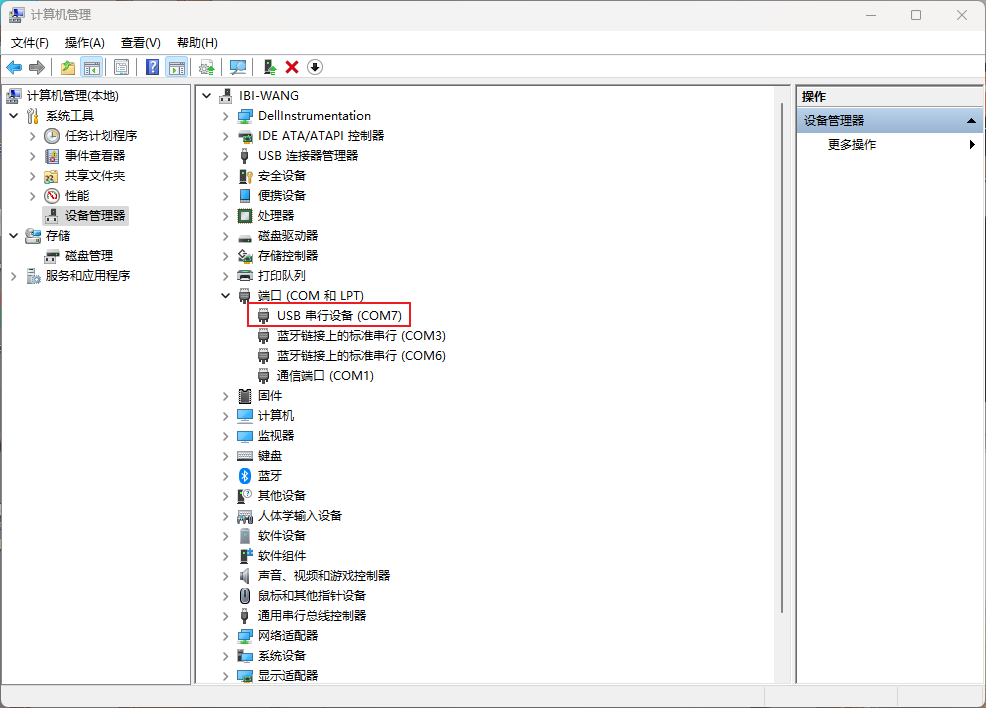 计算机管理
文件(F) 操作(A) 查看(V) 帮助(H)
计算机管理(本地)
系统工具
任务计划程序
事件查看器
共享文件夹
性能
设备管理器
存储
磁盘管理
服务和应用程序
IBI-WANG
DellInstrumentation
IDE ATA/ATAPI 控制器
USB 连接器管理器
安全设备
便携设备
处理器
磁盘驱动器
存储控制器
打印队列
端口 (COM 和 LPT)
USB 串行设备 (COM7)
蓝牙链接上的标准串行 (COM3)
蓝牙链接上的标准串行 (COM6)
通信端口 (COM1)
固件
计算机
监视器
键盘
蓝牙
其他设备
人体学输入设备
软件设备
软件组件
声音、视频和游戏控制器
鼠标和其他指针设备
通用串行总线控制器
网络适配器
系统设备
显示适配器
操作
设备管理器
更多操作